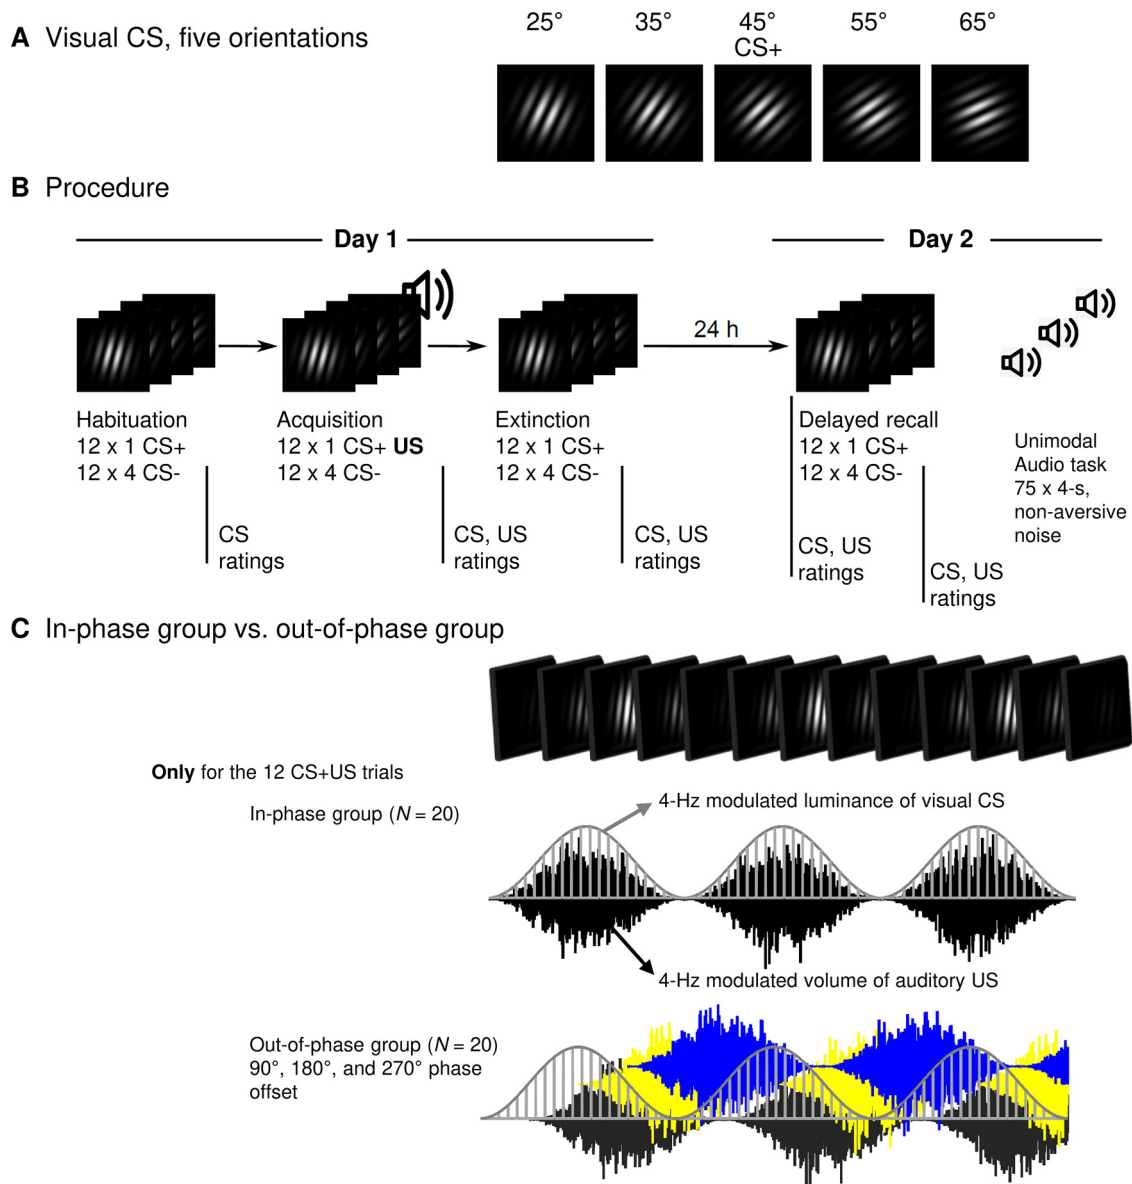 A Visual CS, five orientations
25° 35° 45° 55° 65°
CS+
B Procedure
Day 1
Day 2
24 h
Habituation
12 x 1 CS+
12 x 4 CS-
CS
ratings
Acquisition
12 x 1 CS+ US
12 x 4 CS-
CS, US
ratings
Extinction
12 x 1 CS+
12 x 4 CS-
CS, US
ratings
Delayed recall
12 x 1 CS+
12 x 4 CS-
CS, US
ratings
CS, US
ratings
Unimodal
Audio task
75 x 4-s,
non-aversive
noise
C In-phase group vs. out-of-phase group
Only for the 12 CS+US trials
In-phase group (N = 20)
4-Hz modulated luminance of visual CS
4-Hz modulated volume of auditory US
Out-of-phase group (N = 20)
90°, 180°, and 270° phase
offset